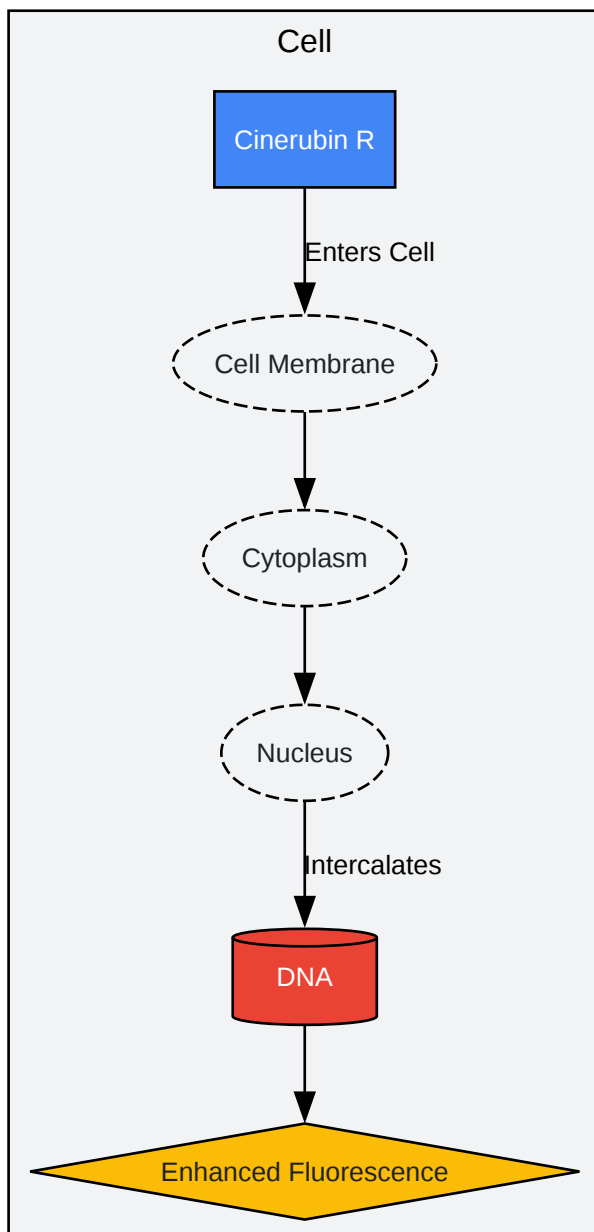 Cell
Cinerubin R
Enters Cell
Cell Membrane
Cytoplasm
Nucleus
Intercalates
DNA
Enhanced Fluorescence